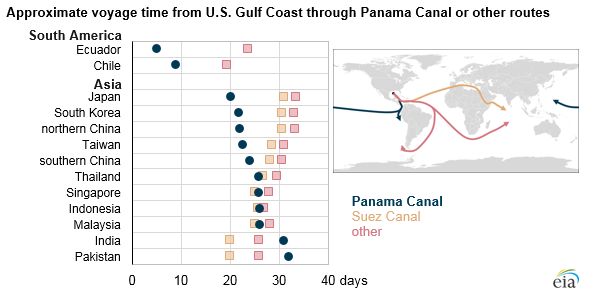 Approximate voyage time from U.S. Gulf Coast through Panama Canal or other routes
South America
Ecuador
Chile
Asia
Japan
South Korea
northern China
Taiwan
southern China
Thailand
Singapore
Indonesia
Malaysia
India
Pakistan
0 10 20 30 40 days
Panama Canal
Suez Canal
other
eia